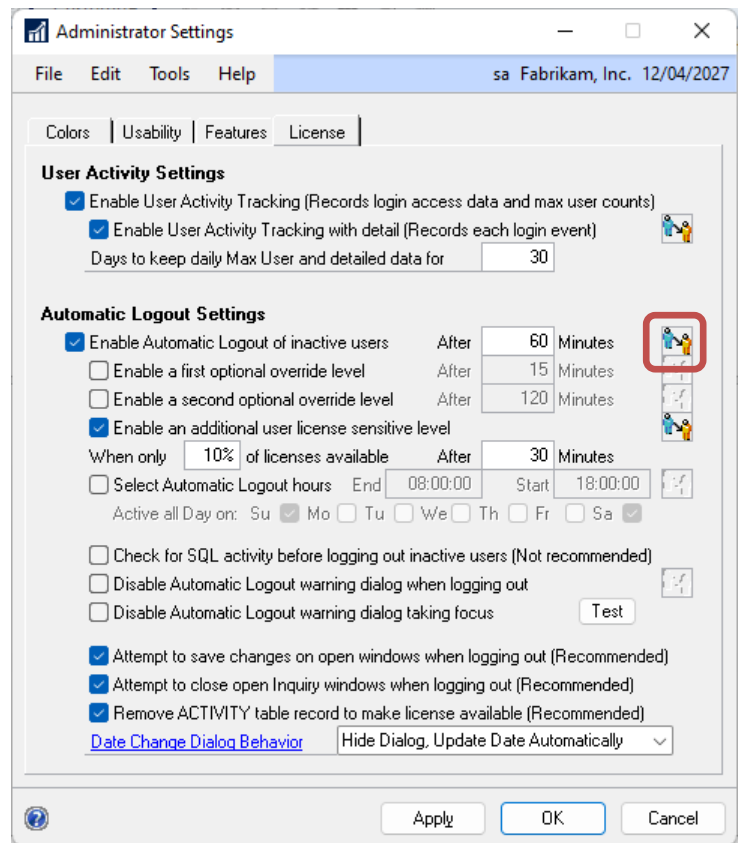 Administrator Settings
File Edit Tools Help sa Fabrikam, Inc. 12/04/2027
Colors Usability Features License
User Activity Settings
Enable User Activity Tracking (Records login access data and max user counts)
Enable User Activity Tracking with detail (Records each login event)
Days to keep daily Max User and detailed data for 30
Automatic Logout Settings
Enable Automatic Logout of inactive users After 60 Minutes
Enable a first optional override level After 15 Minutes
Enable a second optional override level After 120 Minutes
Enable an additional user license sensitive level
When only 10% of licenses available After 30 Minutes
Select Automatic Logout hours End 08:00:00 Start 18:00:00
Active all Day on: Su Mo Tu We Th Fr Sa
Check for SQL activity before logging out inactive users (Not recommended)
Disable Automatic Logout warning dialog when logging out
Disable Automatic Logout warning dialog taking focus Test
Attempt to save changes on open windows when logging out (Recommended)
Attempt to close open Inquiry windows when logging out (Recommended)
Remove ACTIVITY table record to make license available (Recommended)
Date Change Dialog Behavior Hide Dialog, Update Date Automatically
Apply OK Cancel